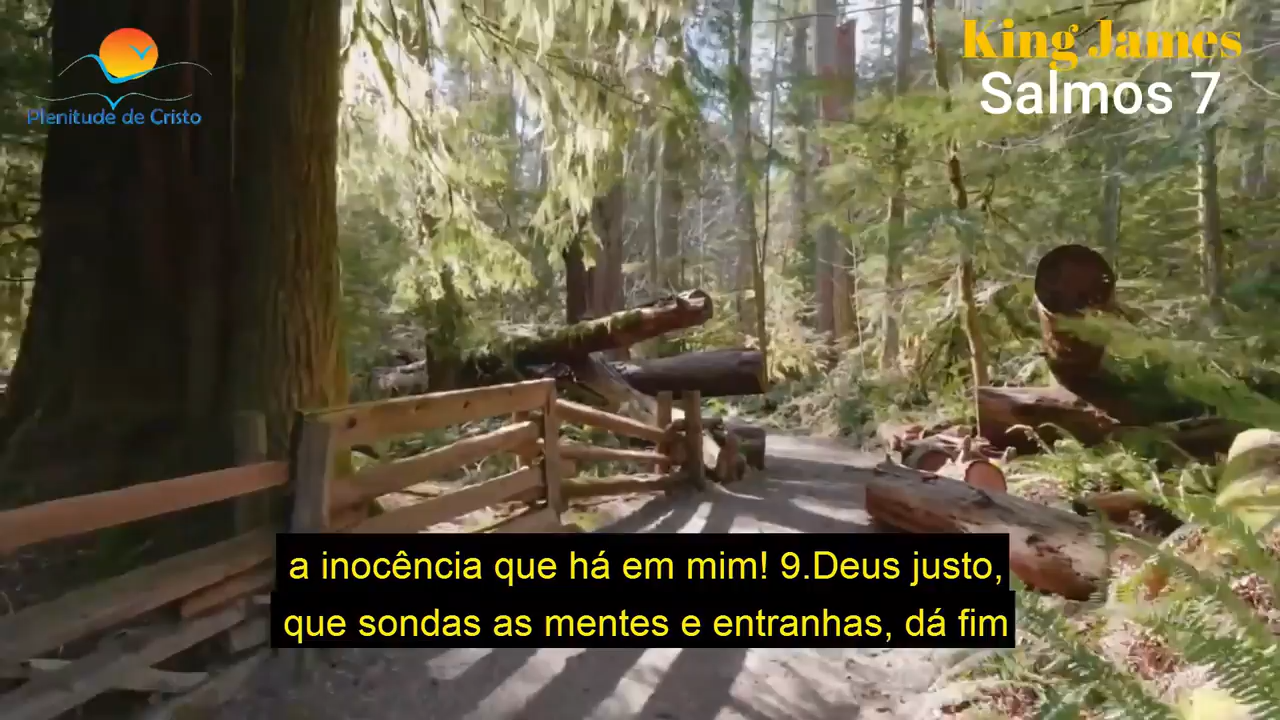 King James
Salmos 7
Plenitude de Cristo
a inocência que há em mim! 9.Deus justo,
que sondas as mentes e entranhas, dá fim